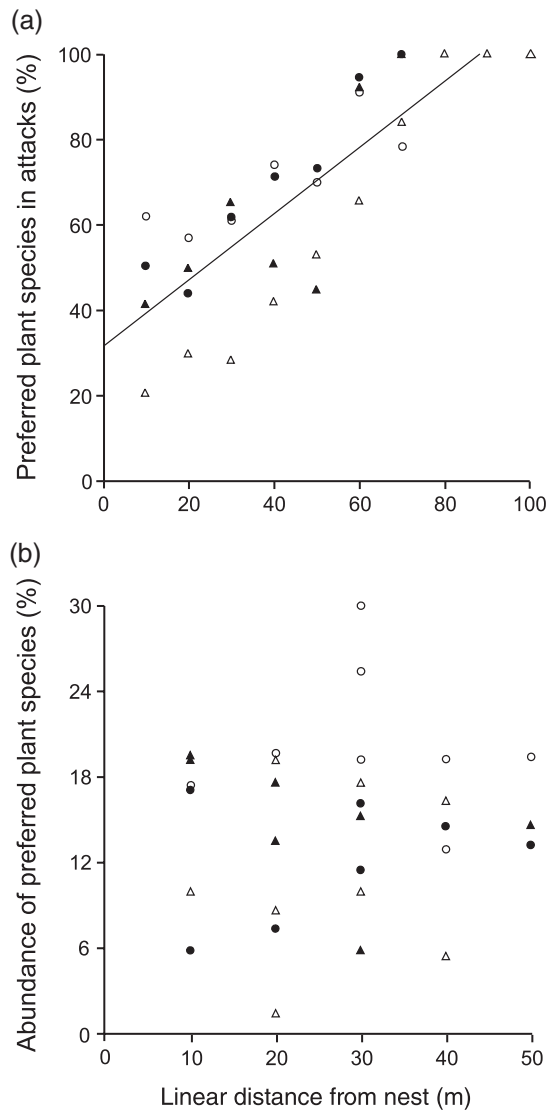 (a)
Preferred plant species in attacks (%)
100
80
60
40
20
0
0 20 40 60 80 100
(b)
Abundance of preferred plant species (%)
30
24
18
12
6
0
0 10 20 30 40 50
Linear distance from nest (m)